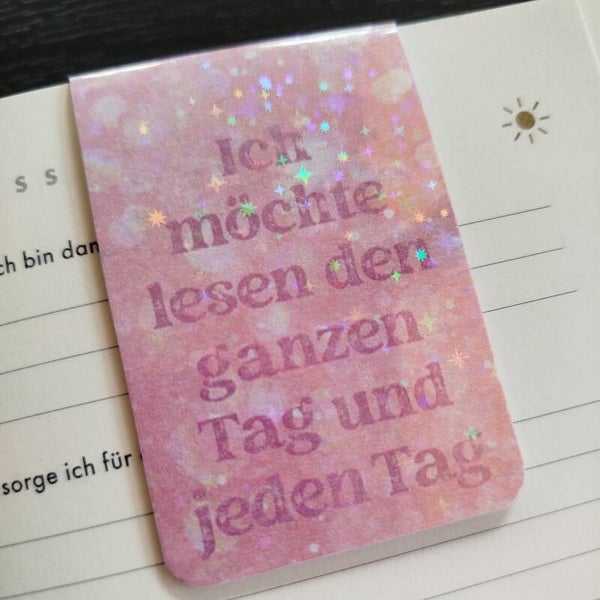 Ich
möchte
lesen den
ganzen
Tag und
jeden Tag
s s
ch bin dan
sorge ich für